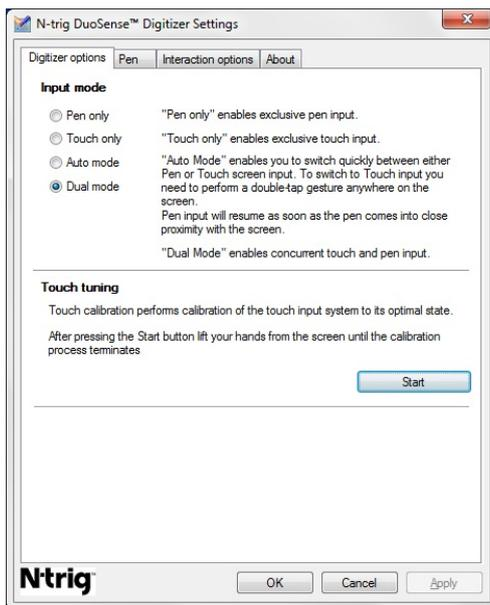 N-trig DuoSense™ Digitizer Settings
Digitizer options Pen Interaction options About
Input mode
Pen only "Pen only" enables exclusive pen input.
Touch only "Touch only" enables exclusive touch input.
Auto mode "Auto Mode" enables you to switch quickly between either
Pen or Touch screen input. To switch to Touch input you
Dual mode need to perform a double-tap gesture anywhere on the
screen.
Pen input will resume as soon as the pen comes into close
proximity with the screen.
"Dual Mode" enables concurrent touch and pen input.
Touch tuning
Touch calibration performs calibration of the touch input system to its optimal state.
After pressing the Start button lift your hands from the screen until the calibration
process terminates
Start
N-trig™ OK Cancel Apply